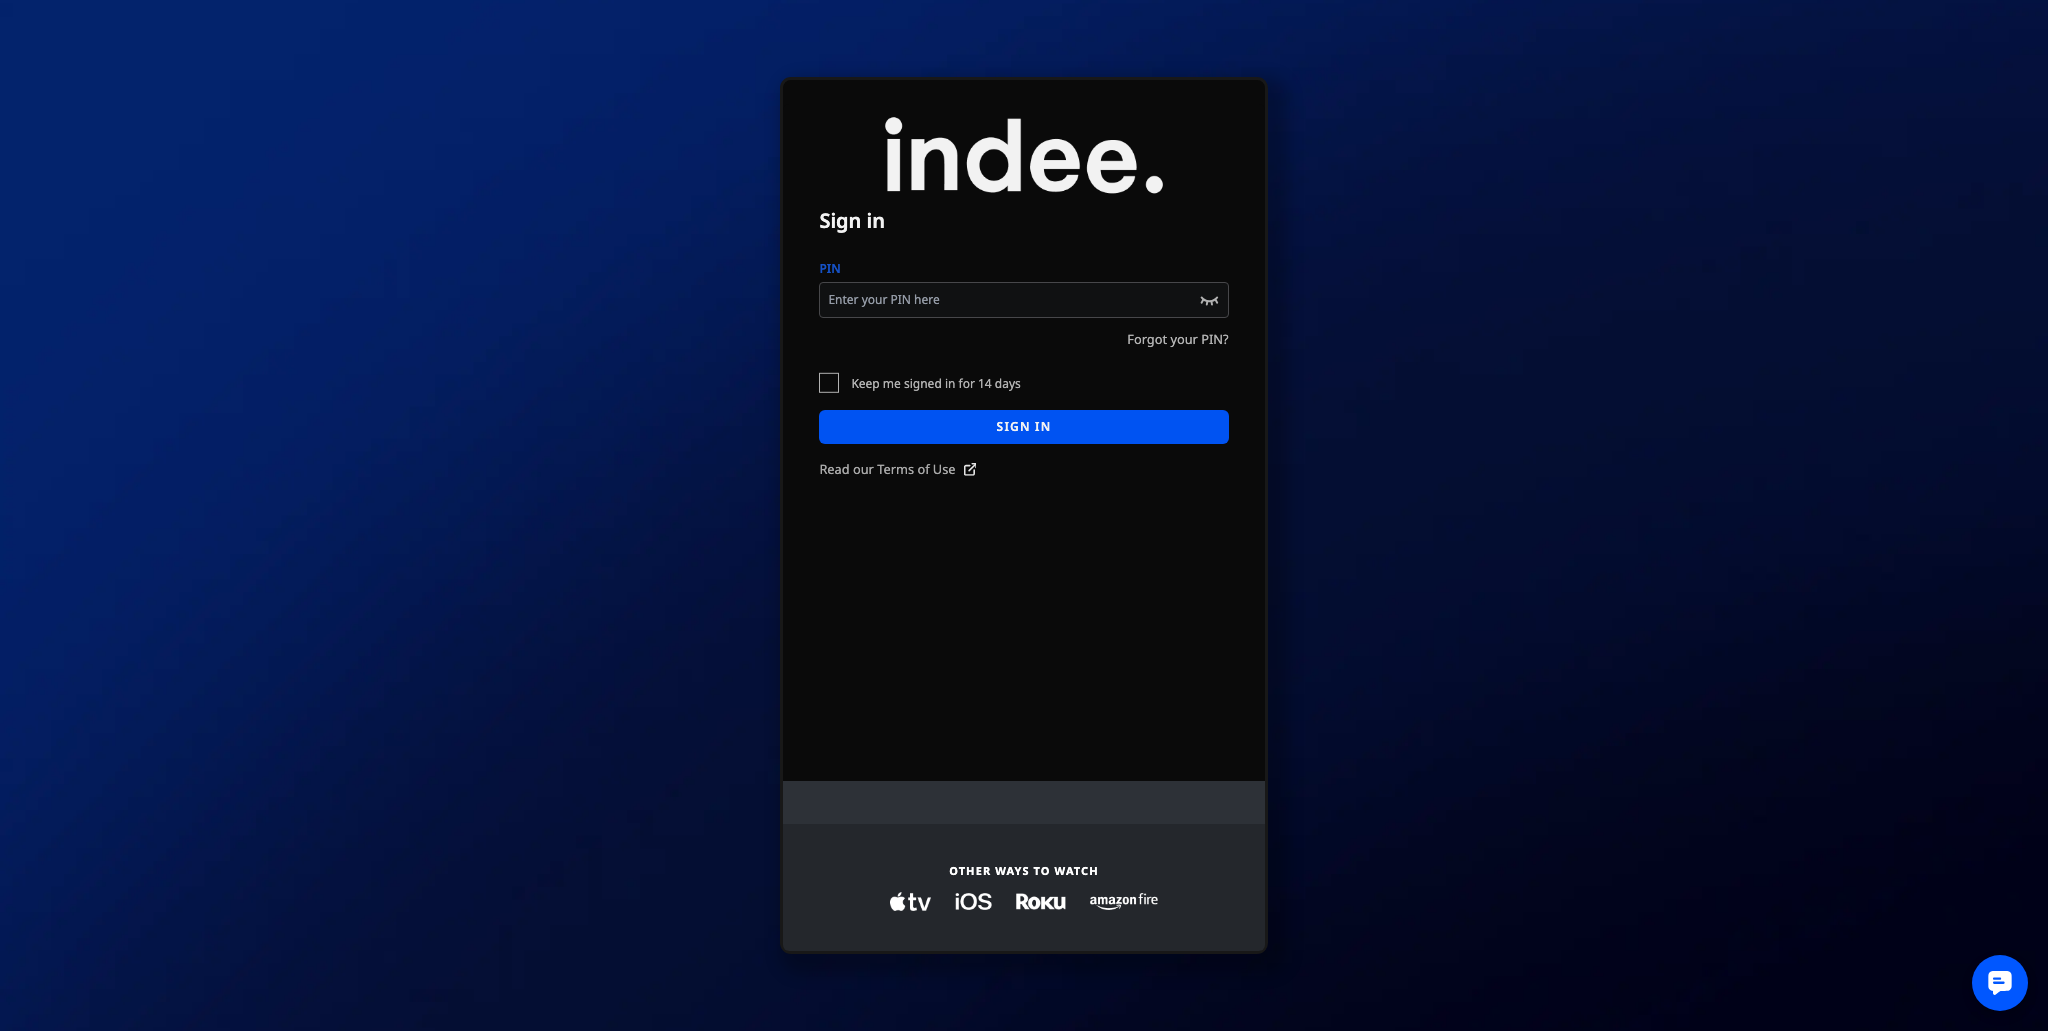 indee.
Sign in
PIN
Enter your PIN here
Forgot your PIN?
Keep me signed in for 14 days
SIGN IN
Read our Terms of Use
OTHER WAYS TO WATCH
tv iOS Roku amazon fire